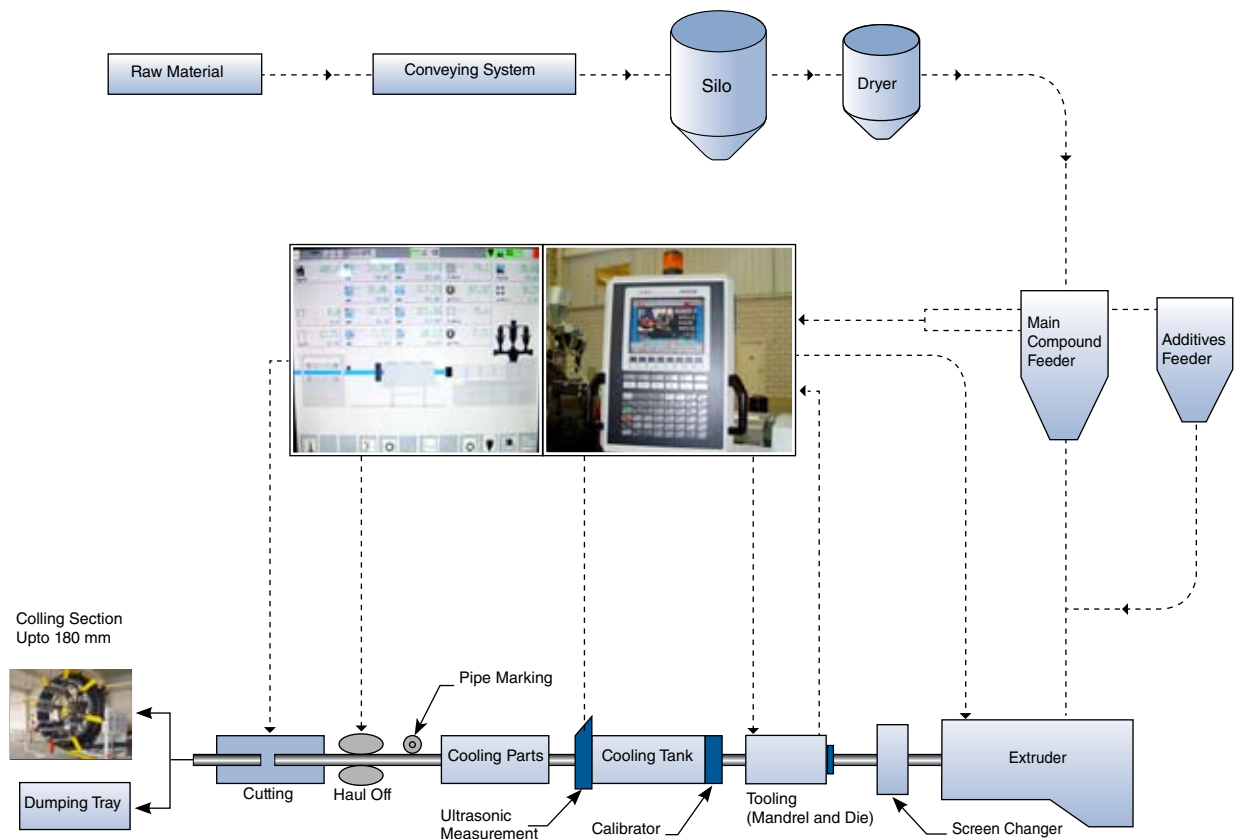 Raw Material
Conveying System
Silo
Dryer
Main
Compound
Feeder
Additives
Feeder
Colling Section
Upto 180 mm
Pipe Marking
Cooling Parts
Cooling Tank
Extruder
Dumping Tray
Cutting
Haul Off
Ultrasonic
Measurement
Calibrator
Tooling
(Mandrel and Die)
Screen Changer